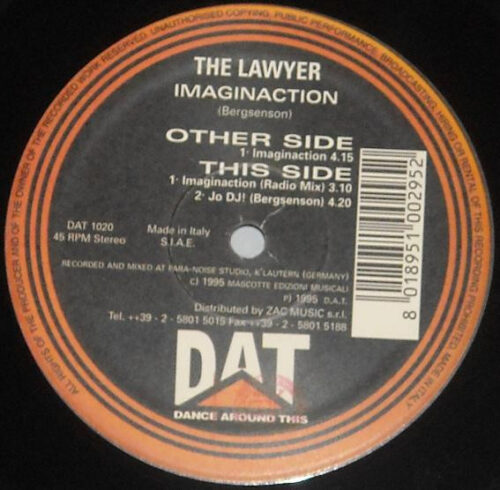 ALL RIGHTS OF THE PRODUCER AND OF THE OWNER OF THE RECORDED WORK RESERVED. UNAUTHORISED COPYING, PUBLIC PERFORMANCE, BROADCASTING, HIRING OR RENTAL OF THIS RECORDING PROHIBITED. MADE IN ITALY
THE LAWYER
IMAGINACTION
(Bergsenson)
OTHER SIDE
1· Imaginaction 4.15
THIS SIDE
1· Imaginaction (Radio Mix) 3.10
2· Jo DJ! (Bergsenson) 4.20
DAT 1020
45 RPM Stereo
Made in Italy
S.I.A.E.
8 018951 002952
RECORDED AND MIXED AT PARA-NOISE STUDIO, K'LAUTERN (GERMANY)
c) 1995 MASCOTTE EDIZIONI MUSICALI
P) 1995 D.A.T.
Distributed by ZAC MUSIC s.r.l.
Tel. ++39 - 2 - 5801 5015 Fax ++39 - 2 - 5801 5188
DAT
DANCE AROUND THIS